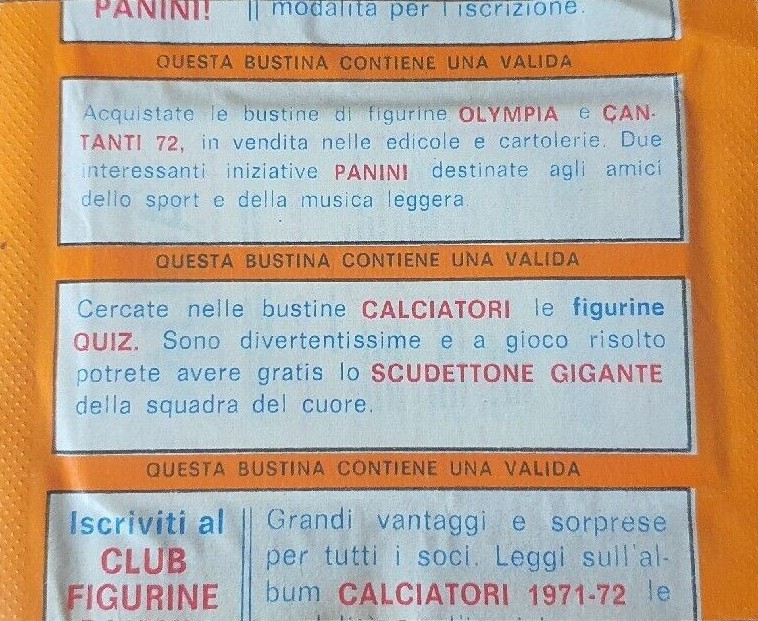 PANINI! modalità per l'iscrizione.
QUESTA BUSTINA CONTIENE UNA VALIDA
Acquistate le bustine di figurine OLYMPIA e CAN-
TANTI 72, in vendita nelle edicole e cartolerie. Due
interessanti iniziative PANINI destinate agli amici
dello sport e della musica leggera
QUESTA BUSTINA CONTIENE UNA VALIDA
Cercate nelle bustine CALCIATORI le figurine
QUIZ. Sono divertentissime e a gioco risolto
potrete avere gratis lo SCUDETTONE GIGANTE
della squadra del cuore.
QUESTA BUSTINA CONTIENE UNA VALIDA
Iscriviti al
CLUB
FIGURINE
Grandi vantaggi e sorprese
per tutti i soci. Leggi sull'al-
bum CALCIATORI 1971-72 le